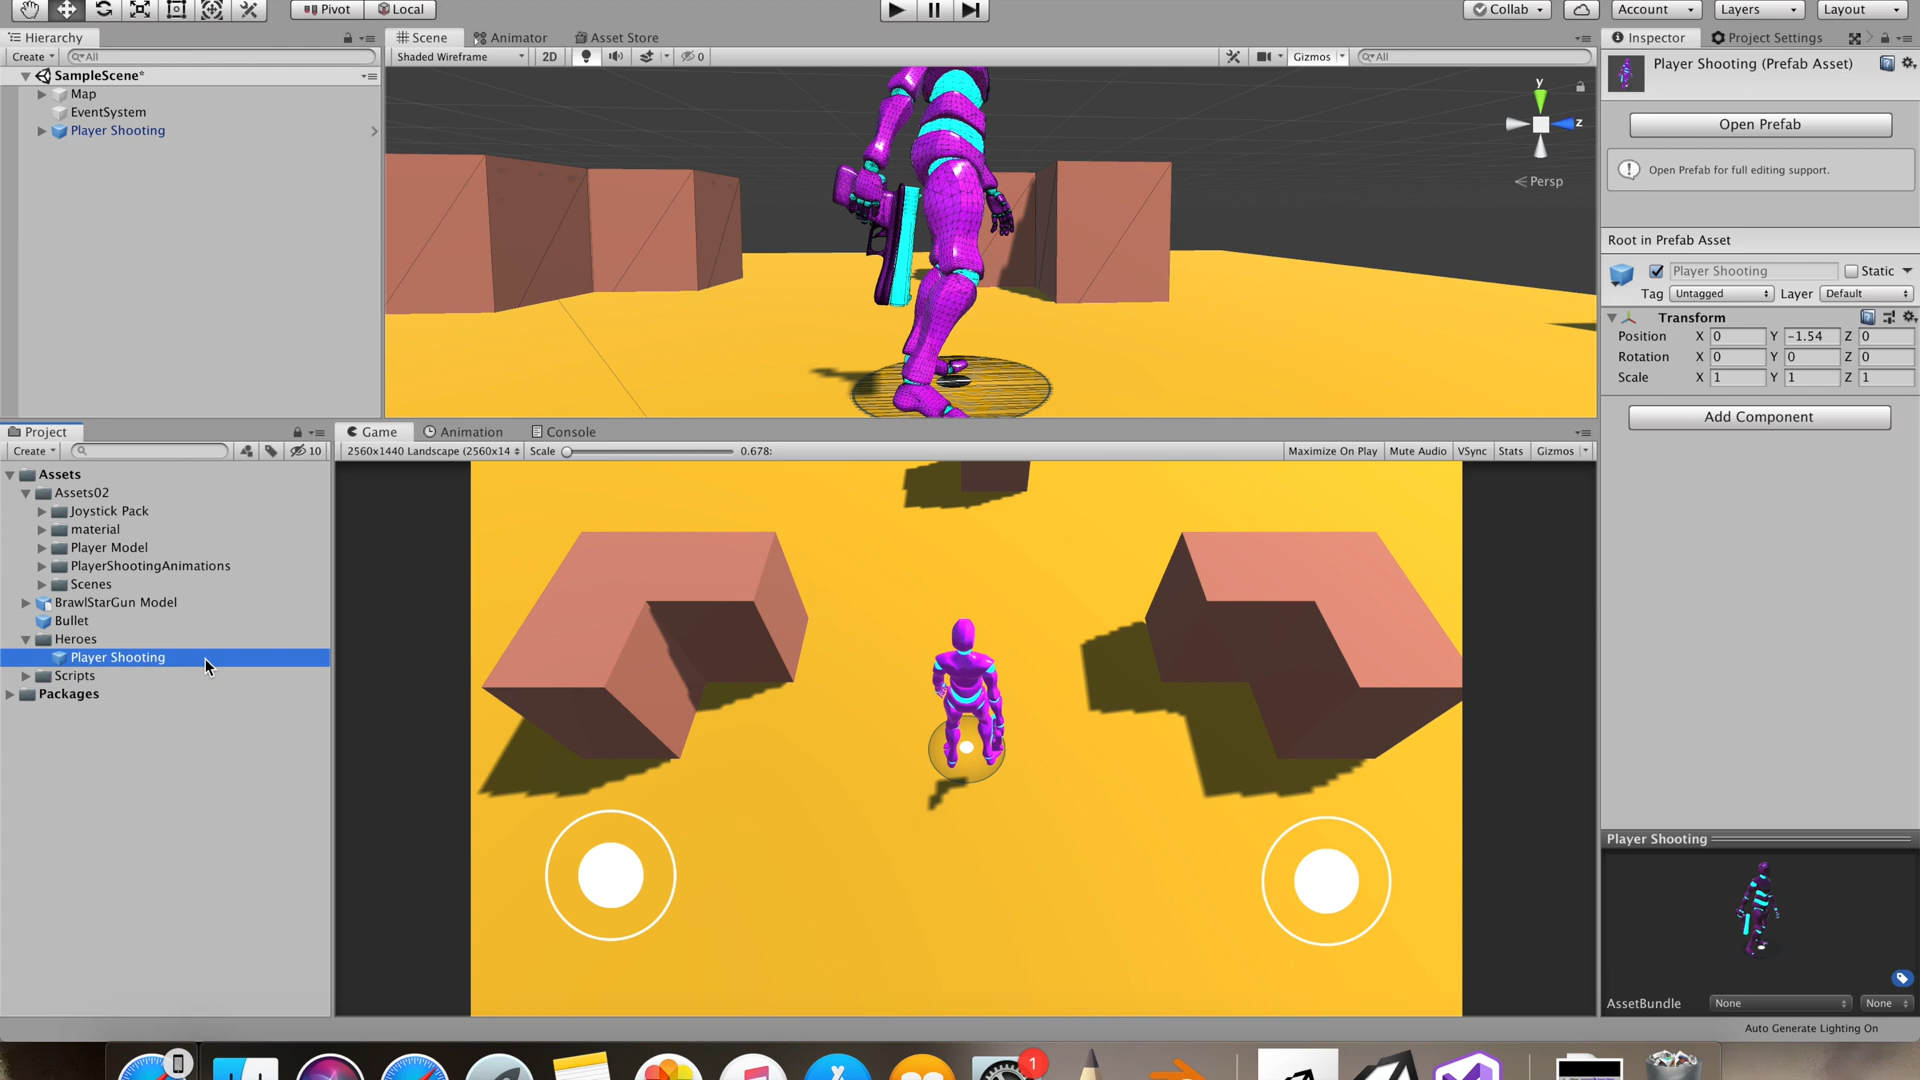 Pivot
Local
Collab
Account
Layers
Layout
Hierarchy
Create
All
SampleScene*
Map
EventSystem
Player Shooting
Scene
Animator
Asset Store
Shaded Wireframe
2D
0
Gizmos
All
y
z
Persp
Inspector
Project Settings
Player Shooting (Prefab Asset)
Open Prefab
Open Prefab for full editing support.
Root in Prefab Asset
Player Shooting
Static
Tag Untagged Layer Default
Transform
Position X 0 Y -1.54 Z 0
Rotation X 0 Y 0 Z 0
Scale X 1 Y 1 Z 1
Add Component
Project
Create
10
Assets
Assets02
Joystick Pack
material
Player Model
PlayerShootingAnimations
Scenes
BrawlStarGun Model
Bullet
Heroes
Player Shooting
Scripts
Packages
Game
Animation
Console
2560x1440 Landscape (2560x14
Scale
0.678:
Maximize On Play
Mute Audio
VSync
Stats
Gizmos
Player Shooting
AssetBundle
None
None
Auto Generate Lighting On
1